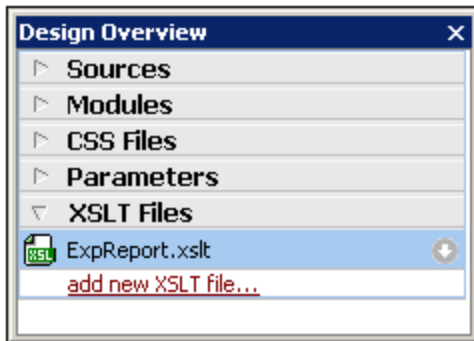 Design Overview
Sources
Modules
CSS Files
Parameters
XSLT Files
XSL ExpReport.xslt
add new XSLT file...